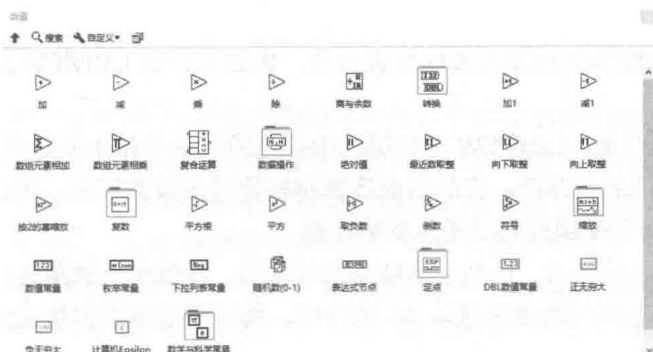 数值
搜索 自定义
加 减 乘 除 商与余数 转换 加1 减1
数组元素相加 数组元素相乘 复合运算 数据操作 绝对值 最近数取整 向下取整 向上取整
按2的幂缩放 复数 平方根 平方 取负数 倒数 符号 缩放
数值常量 枚举常量 下拉列表常量 随机数(0-1) 表达式节点 定点 DBL数值常量 正无穷大
负无穷大 计算机Epsilon 数学与科学常量